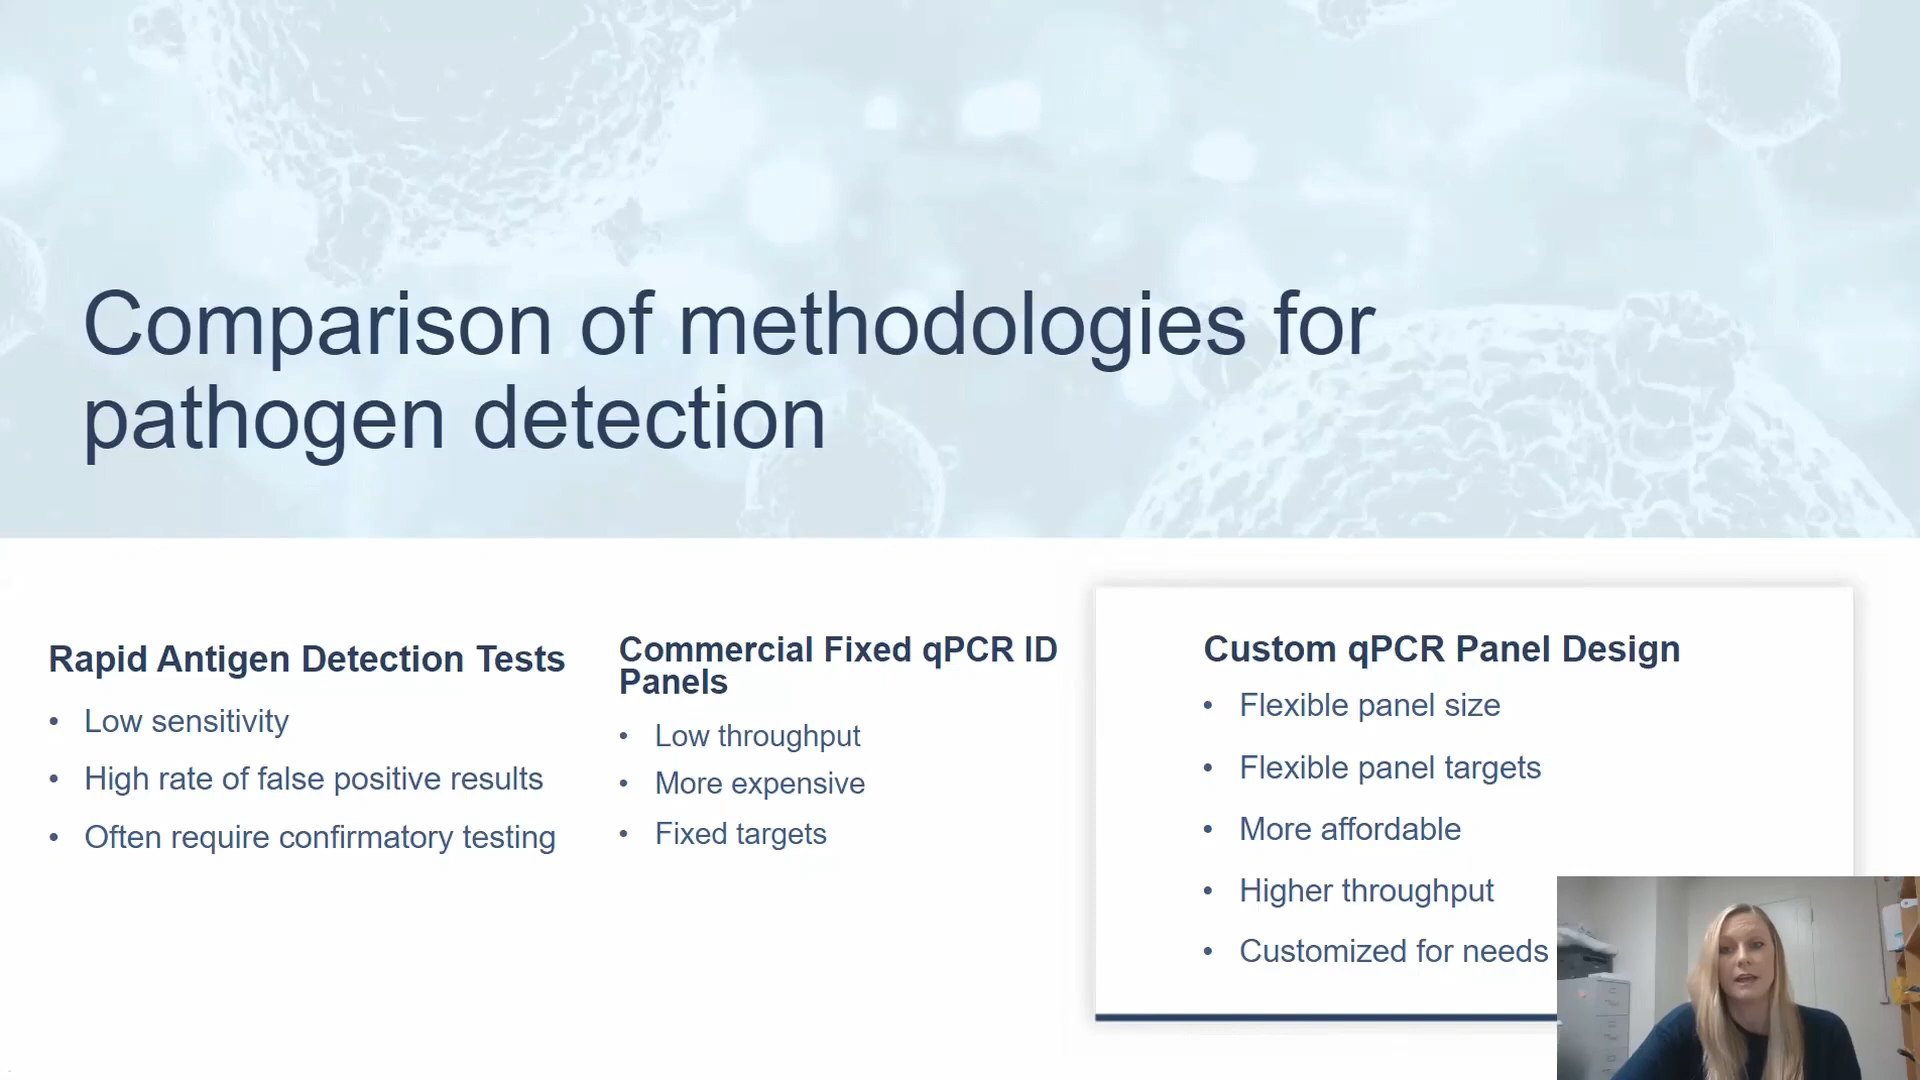 Comparison of methodologies for
pathogen detection
Rapid Antigen Detection Tests
• Low sensitivity
• High rate of false positive results
• Often require confirmatory testing
Commercial Fixed qPCR ID
Panels
• Low throughput
• More expensive
• Fixed targets
Custom qPCR Panel Design
• Flexible panel size
• Flexible panel targets
• More affordable
• Higher throughput
• Customized for needs